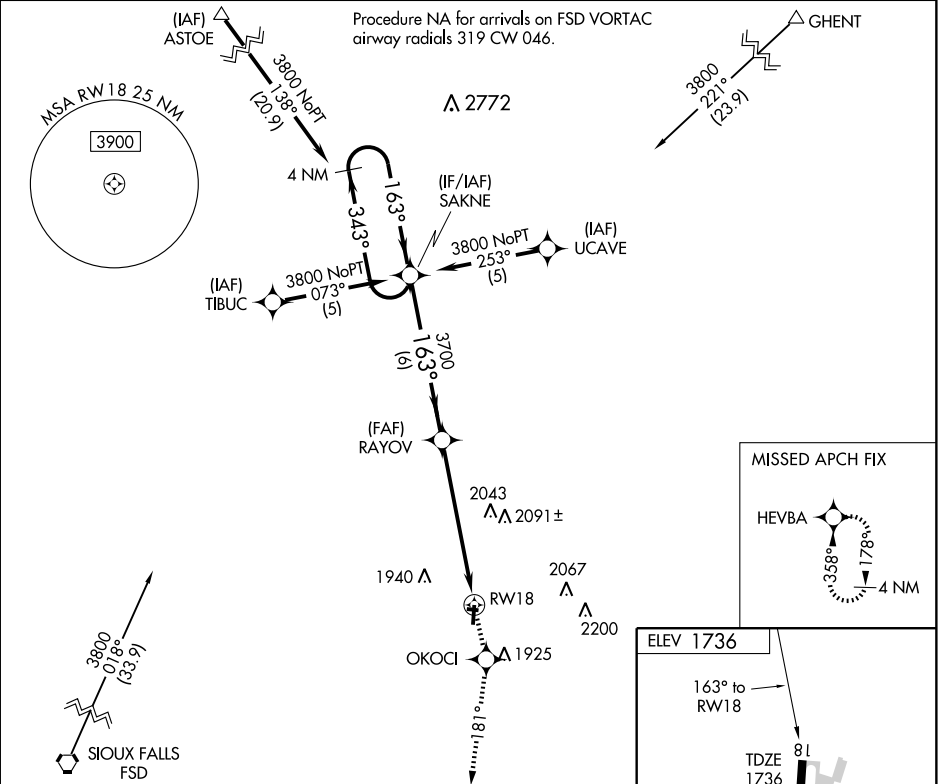 (IAF)
ASTOE
Procedure NA for arrivals on FSD VORTAC
airway radials 319 CW 046.
GHENT
3800 NoPT
138°
(20.9)
3800
221°
(23.9)
MSA RW18 25 NM
3900
2772
4 NM
163°
343°
(IF/IAF)
SAKNE
(IAF)
UCAVE
3800 NoPT
253°
(5)
(IAF)
TIBUC
3800 NoPT
073°
(5)
3700
163°
(6)
(FAF)
RAYOV
MISSED APCH FIX
HEVBA
358°
178°
4 NM
2043
2091±
1940
2067
2200
RW18
OKOCI
1925
181°
3800
018°
(33.9)
SIOUX FALLS
FSD
ELEV 1736
163° to
RW18
18
TDZE
1736